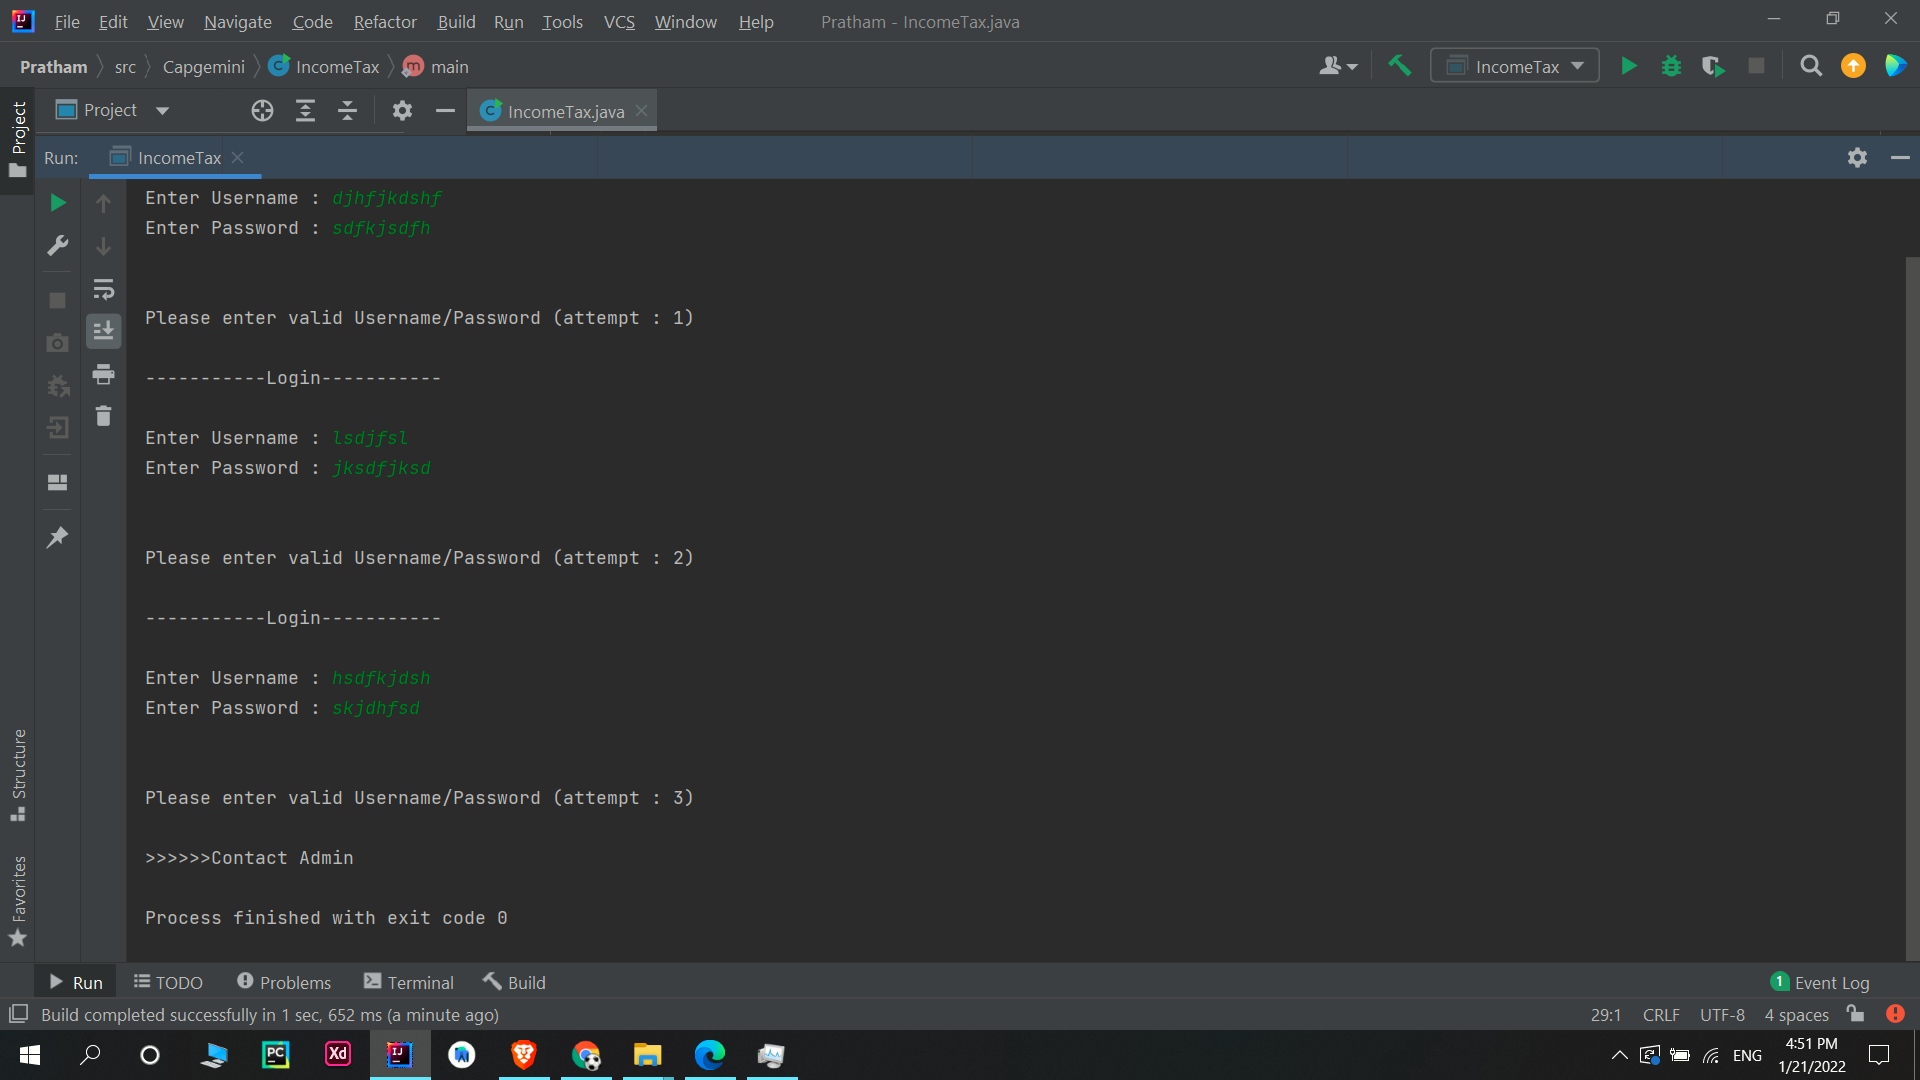 File Edit View Navigate Code Refactor Build Run Tools VCS Window Help Pratham - IncomeTax.java
Pratham src Capgemini IncomeTax main IncomeTax
Project IncomeTax.java
Project
Run: IncomeTax
Enter Username : djhfjkdshf
Enter Password : sdfkjsdfh
Please enter valid Username/Password (attempt : 1)
-----------Login-----------
Enter Username : lsdjfsl
Enter Password : jksdfjksd
Please enter valid Username/Password (attempt : 2)
-----------Login-----------
Enter Username : hsdfkjdsh
Enter Password : skjdhfsd
Please enter valid Username/Password (attempt : 3)
>>>>>>Contact Admin
Process finished with exit code 0
Structure
Favorites
Run TODO Problems Terminal Build 1 Event Log
Build completed successfully in 1 sec, 652 ms (a minute ago) 29:1 CRLF UTF-8 4 spaces
PC Xd IJ ENG 4:51 PM
1/21/2022